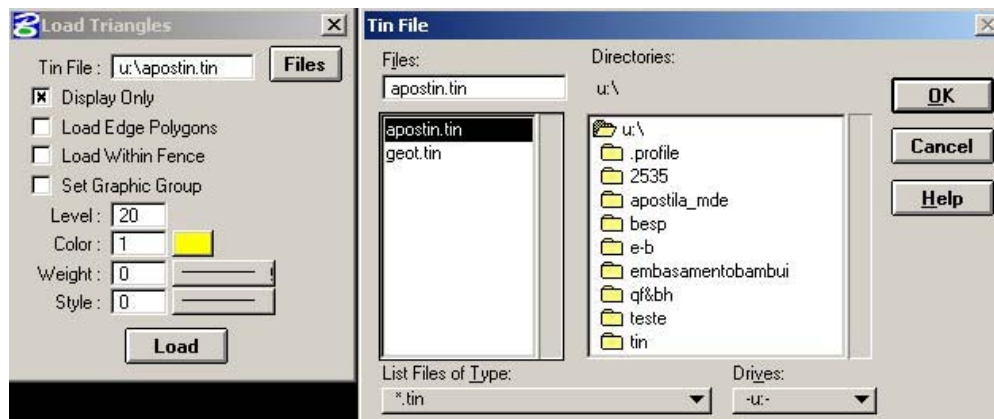 Load Triangles
Tin File : u:\apostin.tin Files
Display Only
Load Edge Polygons
Load Within Fence
Set Graphic Group
Level : 20
Color : 1
Weight : 0
Style : 0
Load
Tin File
Files:
apostin.tin
apostin.tin
geot.tin
List Files of Type:
*.tin
Directories:
u:\
u:\
.profile
2535
apostila_mde
besp
e-b
embasamentobambui
qf&bh
teste
tin
Drives:
-u:-
OK
Cancel
Help